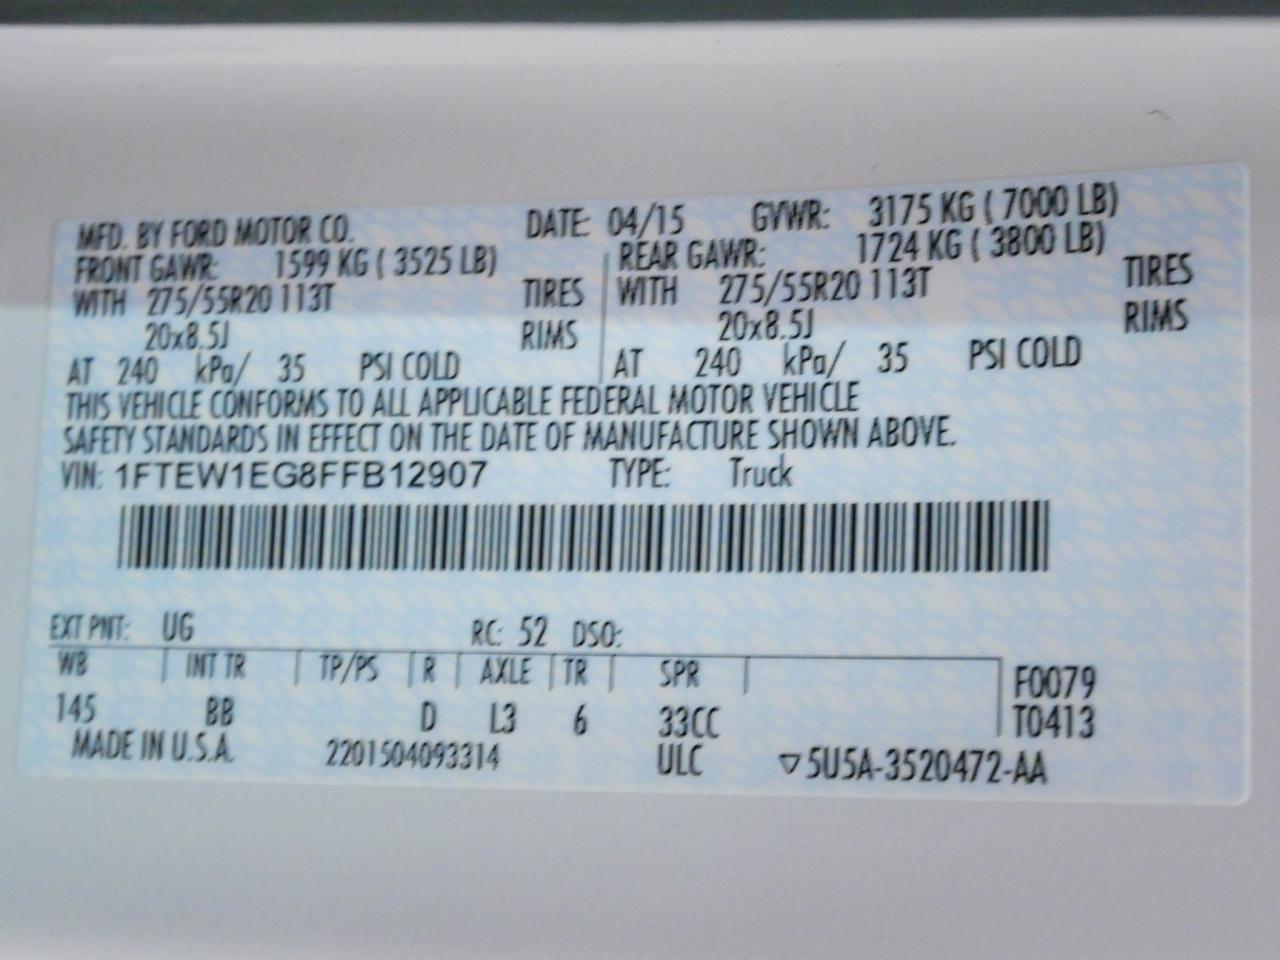 MFD. BY FORD MOTOR CO. DATE: 04/15 GVWR: 3175 KG ( 7000 LB)
FRONT GAWR: 1599 KG ( 3525 LB) REAR GAWR: 1724 KG ( 3800 LB)
WITH 275/55R20 113T TIRES WITH 275/55R20 113T TIRES
20x8.5J RIMS 20x8.5J RIMS
AT 240 kPa/ 35 PSI COLD AT 240 kPa/ 35 PSI COLD
THIS VEHICLE CONFORMS TO ALL APPLICABLE FEDERAL MOTOR VEHICLE
SAFETY STANDARDS IN EFFECT ON THE DATE OF MANUFACTURE SHOWN ABOVE.
VIN: 1FTEW1EG8FFB12907 TYPE: Truck
EXT PNT: UG RC: 52 DSO:
WB INT TR TP/PS R AXLE TR SPR F0079
145 BB D L3 6 33CC T0413
MADE IN U.S.A. 2201504093314 ULC ▽5U5A-3520472-AA